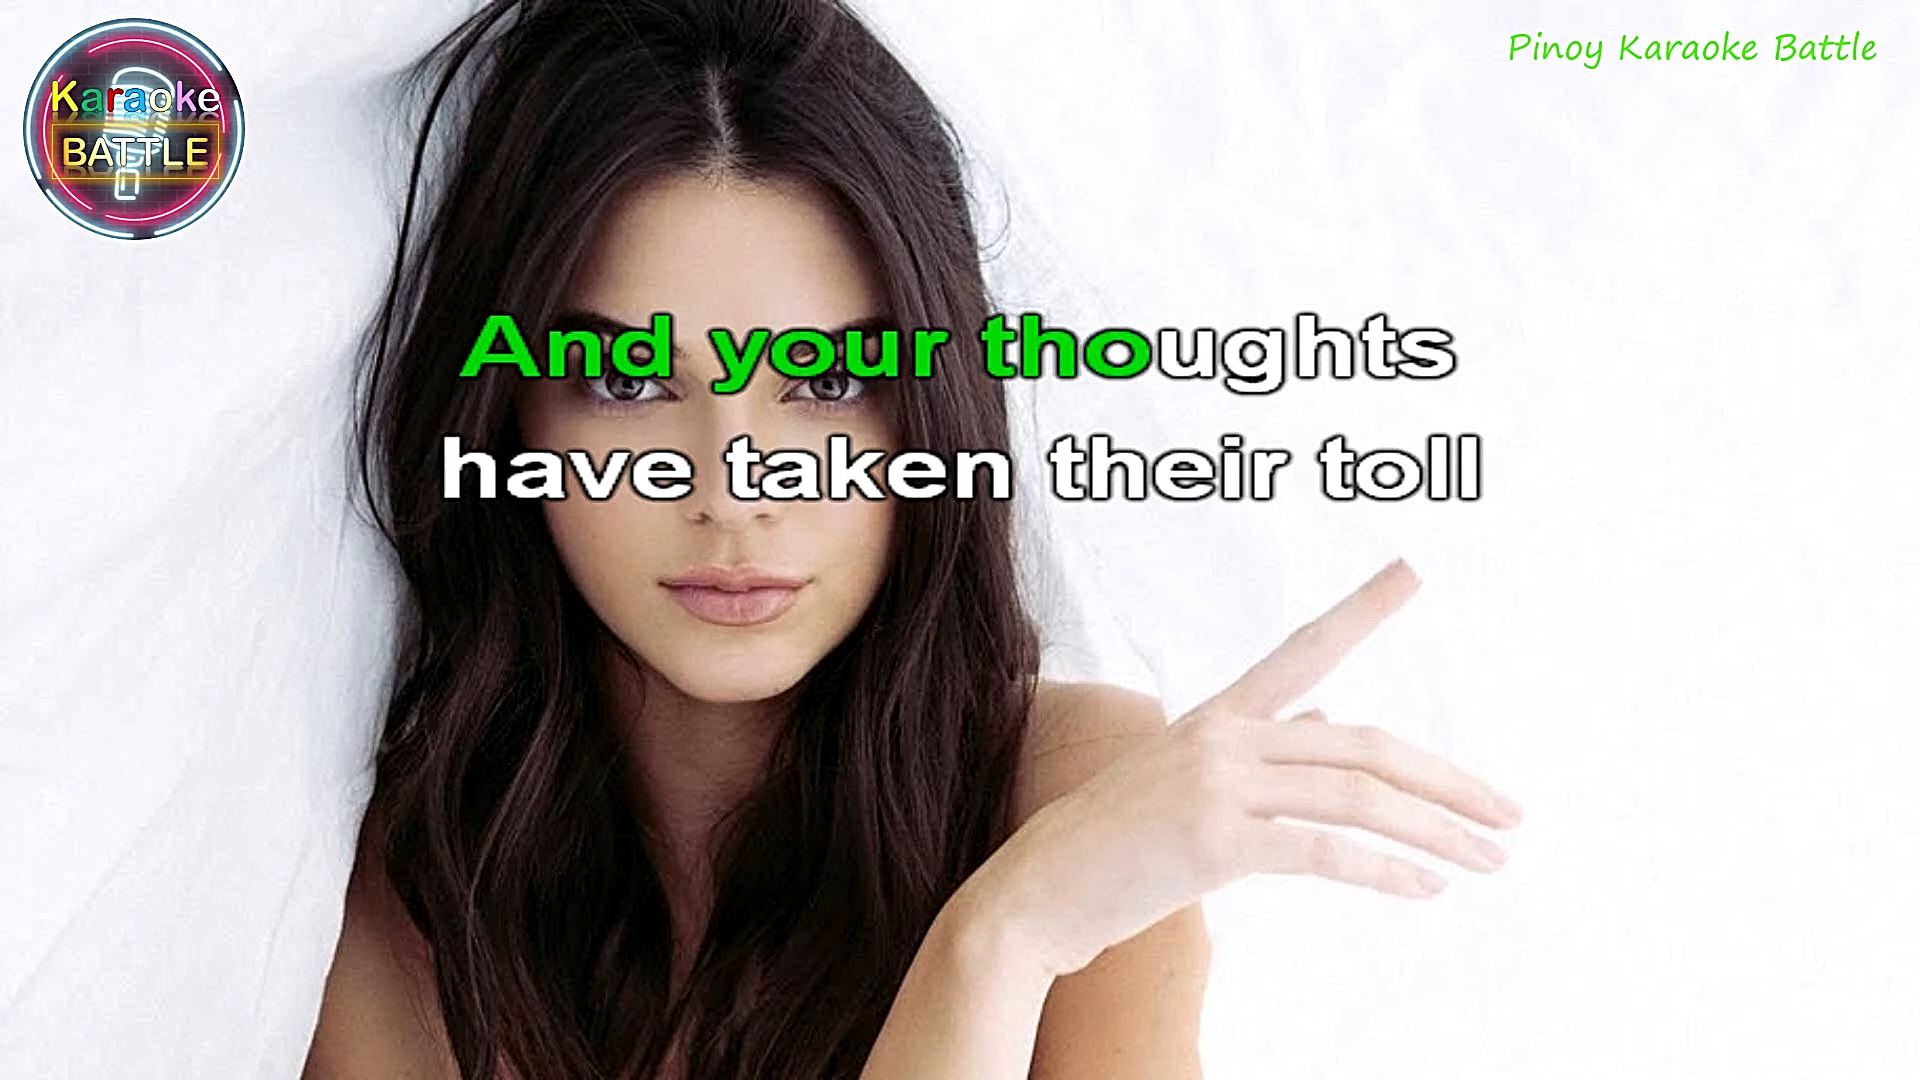 Karaoke
BATTLE
Pinoy Karaoke Battle
And your thoughts
have taken their toll